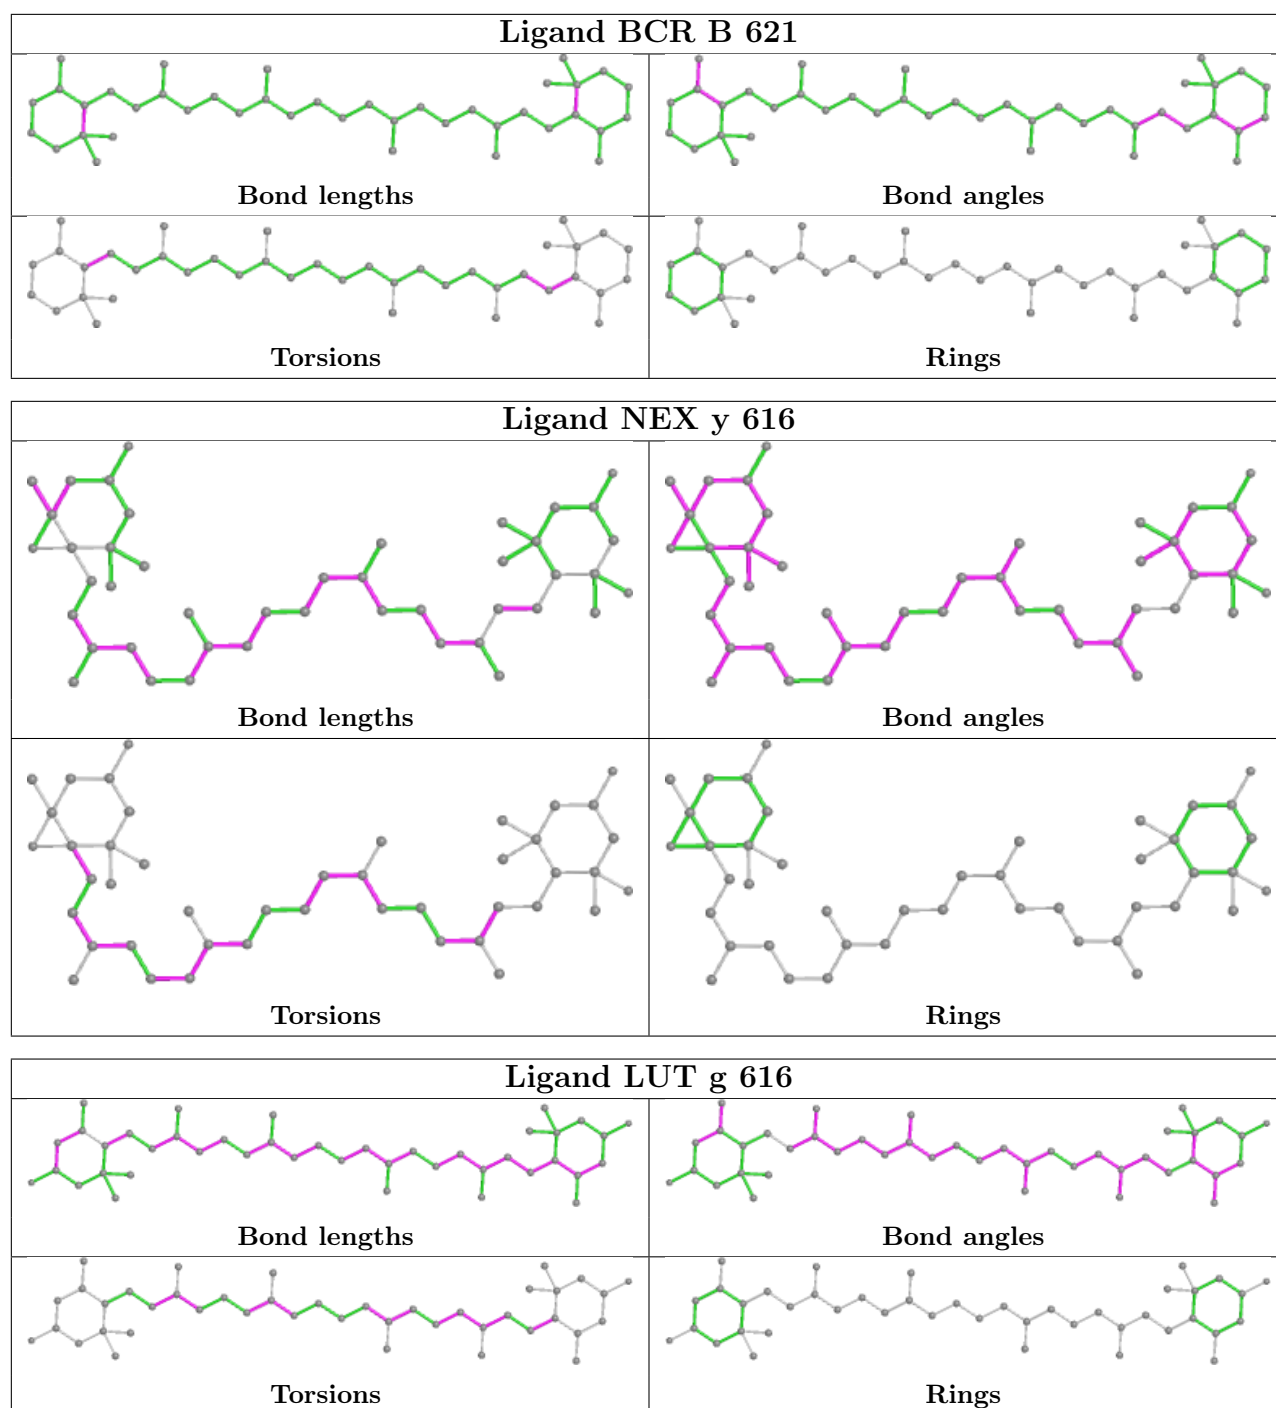 Ligand BCR B 621
Bond lengths
Bond angles
Torsions
Rings
Ligand NEX y 616
Bond lengths
Bond angles
Torsions
Rings
Ligand LUT g 616
Bond lengths
Bond angles
Torsions
Rings